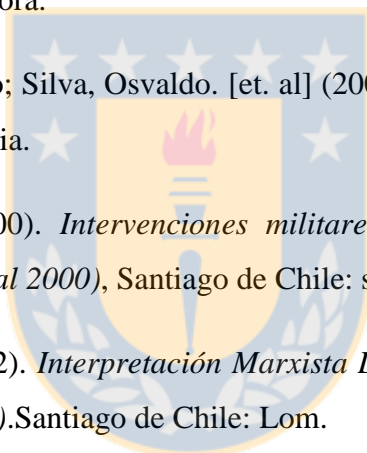 ora.
; Silva, Osvaldo. [et. al] (200
ia.
00). Intervenciones militare
al 2000), Santiago de Chile: s
2). Interpretación Marxista
).Santiago de Chile: Lom.